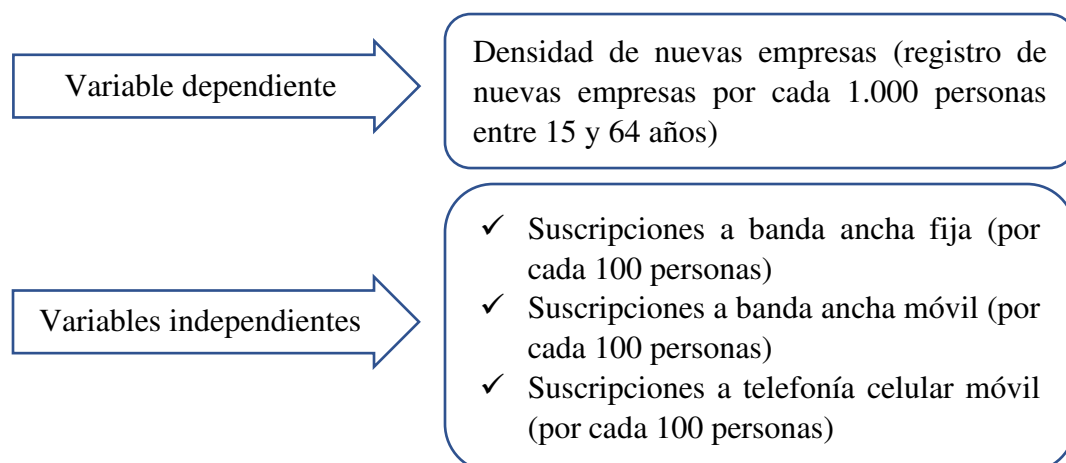 Variable dependiente
Densidad de nuevas empresas (registro de
nuevas empresas por cada 1.000 personas
entre 15 y 64 años)
Variables independientes
✓ Suscripciones a banda ancha fija (por
cada 100 personas)
✓ Suscripciones a banda ancha móvil (por
cada 100 personas)
✓ Suscripciones a telefonía celular móvil
(por cada 100 personas)